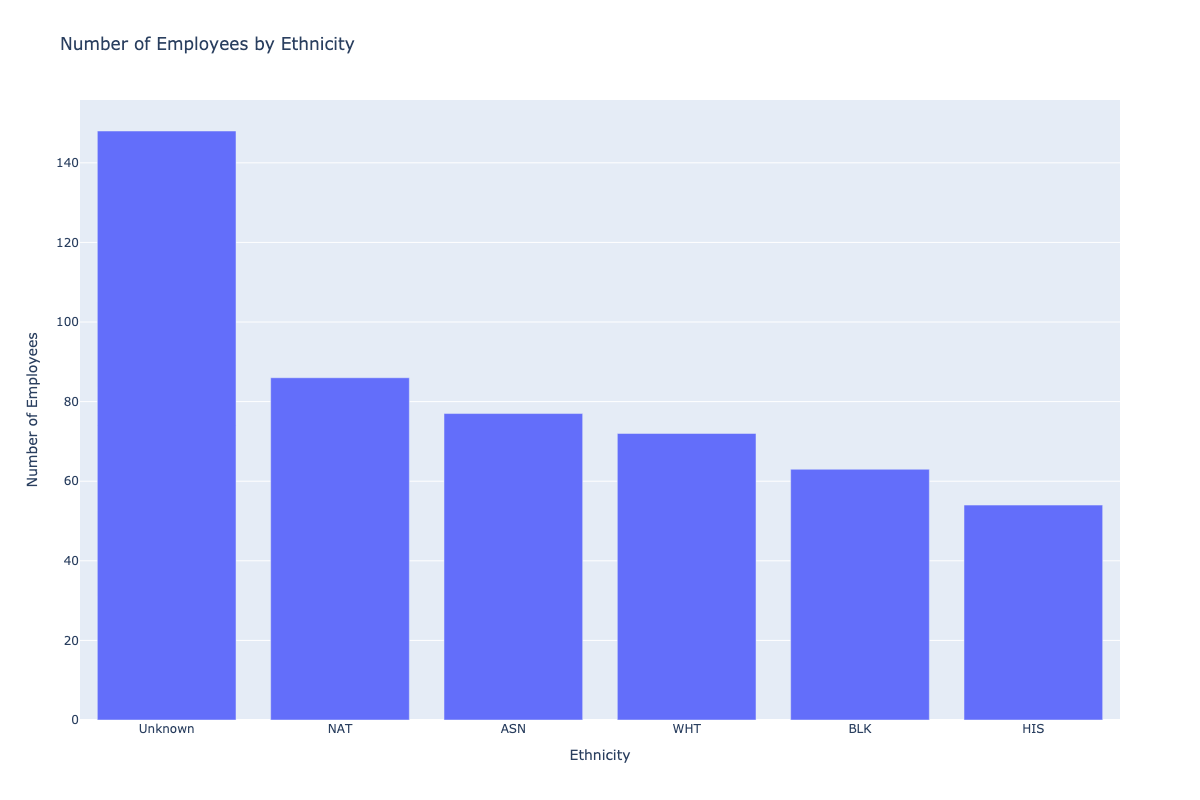 Number of Employees by Ethnicity
140
120
100
80
60
40
20
0
Number of Employees
Unknown NAT ASN WHT BLK HIS
Ethnicity